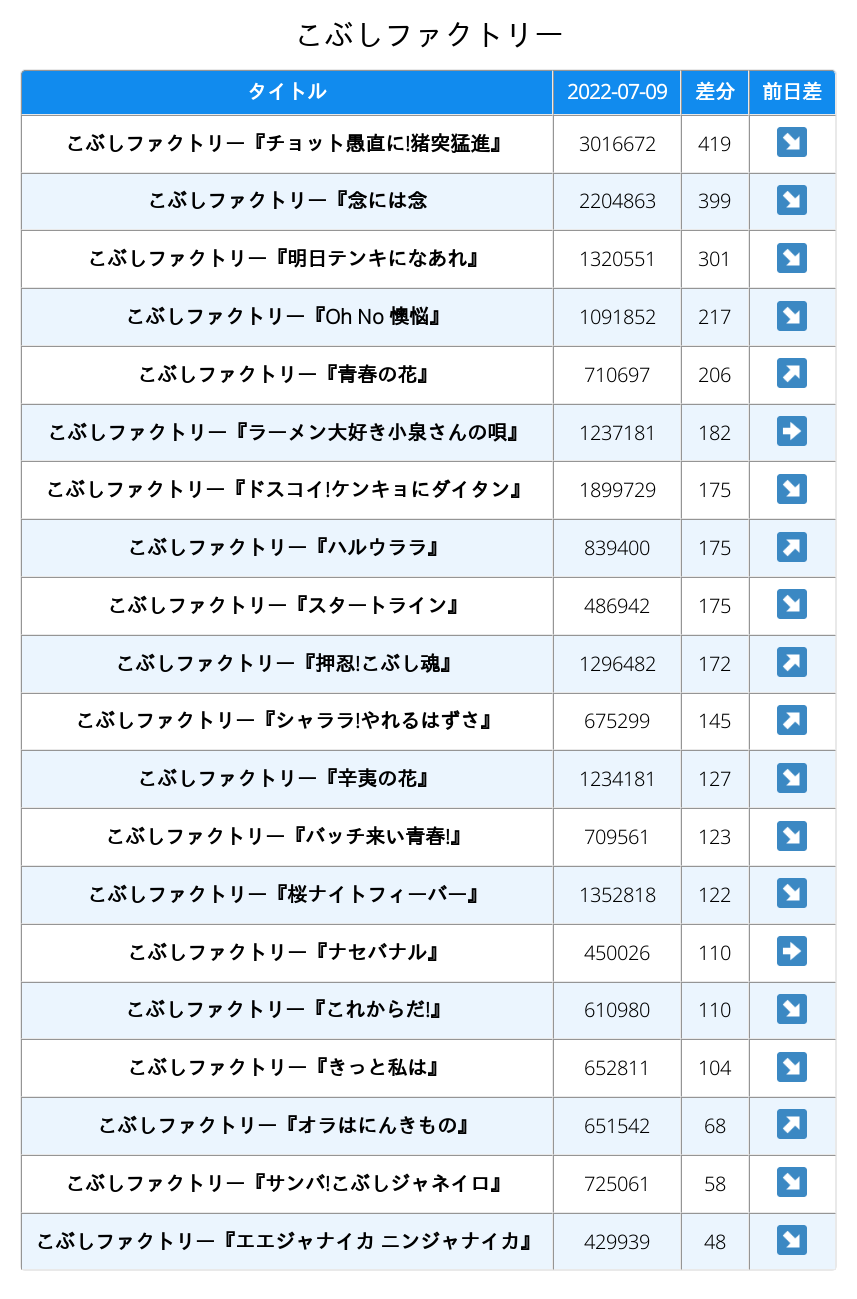 こぶしファクトリー
タイトル 2022-07-09 差分 前日差
こぶしファクトリー『チョット愚直に!猪突猛進』 3016672 419 ↘
こぶしファクトリー『念には念 2204863 399 ↘
こぶしファクトリー『明日テンキになあれ』 1320551 301 ↘
こぶしファクトリー『Oh No 懊悩』 1091852 217 ↘
こぶしファクトリー『青春の花』 710697 206 ↗
こぶしファクトリー『ラーメン大好き小泉さんの唄』 1237181 182 ➡
こぶしファクトリー『ドスコイ!ケンキョにダイタン』 1899729 175 ↘
こぶしファクトリー『ハルウララ』 839400 175 ↗
こぶしファクトリー『スタートライン』 486942 175 ↘
こぶしファクトリー『押忍!こぶし魂』 1296482 172 ↗
こぶしファクトリー『シャララ!やれるはずさ』 675299 145 ↗
こぶしファクトリー『辛夷の花』 1234181 127 ↘
こぶしファクトリー『バッチ来い青春!』 709561 123 ↘
こぶしファクトリー『桜ナイトフィーバー』 1352818 122 ↘
こぶしファクトリー『ナセバナル』 450026 110 ➡
こぶしファクトリー『これからだ!』 610980 110 ↘
こぶしファクトリー『きっと私は』 652811 104 ↘
こぶしファクトリー『オラはにんきもの』 651542 68 ↗
こぶしファクトリー『サンバ!こぶしジャネイロ』 725061 58 ↘
こぶしファクトリー『エエジャナイカ ニンジャナイカ』 429939 48 ↘